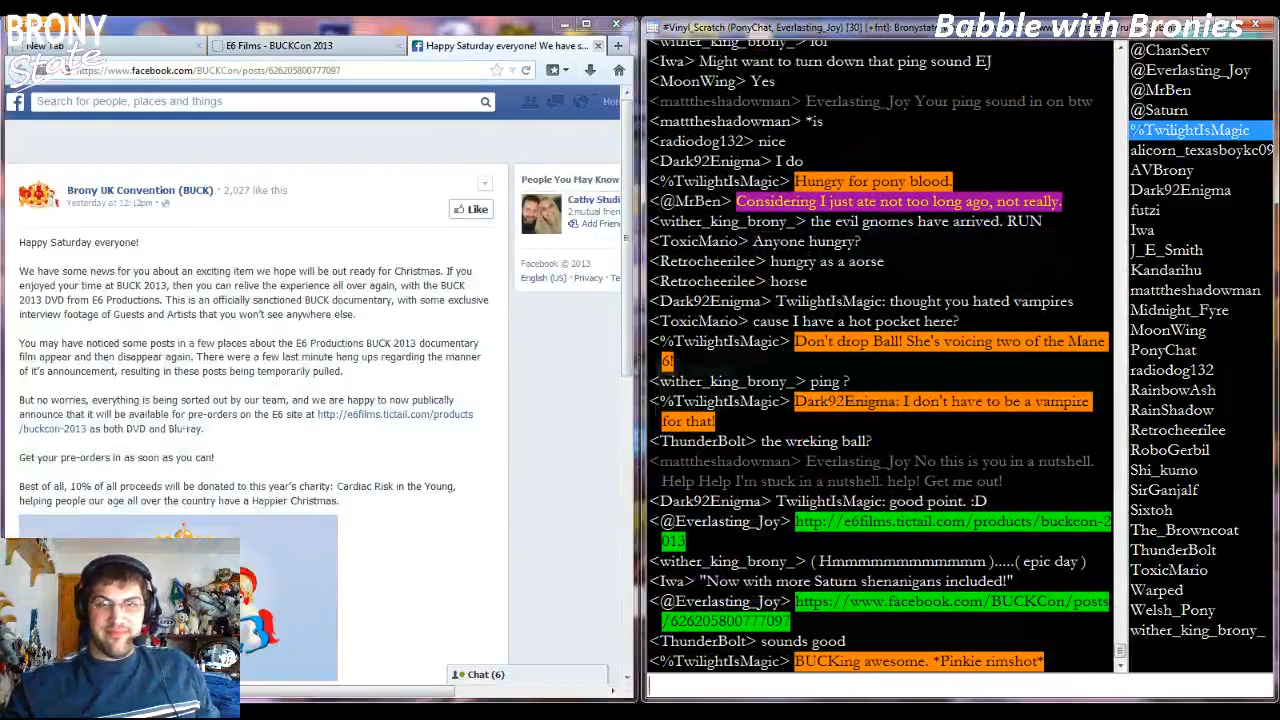 BRONY
State
New Tab
E6 Films - BUCKCon 2013
Happy Saturday everyone! We have s...
https://www.facebook.com/BUCKCon/posts/626205800777097
Search for people, places and things
Brony UK Convention (BUCK) · 2,027 like this
Yesterday at 12:12pm ·
Like
Happy Saturday everyone!
We have some news for you about an exciting item we hope will be out ready for Christmas. If you
enjoyed your time at BUCK 2013, then you can relive the experience all over again, with the BUCK
2013 DVD from E6 Productions. This is an officially sanctioned BUCK documentary, with some exclusive
interview footage of Guests and Artists that you won't see anywhere else.
You may have noticed some posts in a few places about the E6 Productions BUCK 2013 documentary
film appear and then disappear again. There were a few last minute hang ups regarding the manner
of it's announcement, resulting in these posts being temporarily pulled.
But no worries, everything is being sorted out by our team, and we are happy to now publically
announce that it will be available for pre-orders on the E6 site at http://e6films.tictail.com/products
/buckcon-2013 as both DVD and Blu-ray.
Get your pre-orders in as soon as you can!
Best of all, 10% of all proceeds will be donated to this year's charity: Cardiac Risk in the Young,
helping people our age all over the country have a Happier Christmas.
People You May Know
Cathy Studi
2 mutual frien
Add Frien
Facebook © 2013
English (US) · Privacy · Te
Chat (6)
#Vinyl_Scratch (PonyChat, Everlasting_Joy) [30] [+fnt] Bronystat
Babble with Bronies
<wither_king_brony_> lol
<Iwa> Might want to turn down that ping sound EJ
<MoonWing> Yes
<matttheshadowman> Everlasting_Joy Your ping sound in on btw
<matttheshadowman> *is
<radiodog132> nice
<Dark92Enigma> I do
<%TwilightIsMagic> Hungry for pony blood.
<@MrBen> Considering I just ate not too long ago, not really.
<wither_king_brony_> the evil gnomes have arrived. RUN
<ToxicMario> Anyone hungry?
<Retrocheerilee> hungry as a aorse
<Retrocheerilee> horse
<Dark92Enigma> TwilightIsMagic: thought you hated vampires
<ToxicMario> cause I have a hot pocket here?
<%TwilightIsMagic> Don't drop Ball! She's voicing two of the Mane
6!
<wither_king_brony_> ping ?
<%TwilightIsMagic> Dark92Enigma: I don't have to be a vampire
for that!
<ThunderBolt> the wreking ball?
<matttheshadowman> Everlasting_Joy No this is you in a nutshell.
Help Help I'm stuck in a nutshell. help! Get me out!
<Dark92Enigma> TwilightIsMagic: good point. :D
<@Everlasting_Joy> http://e6films.tictail.com/products/buckcon-2
013
<wither_king_brony_> ( Hmmmmmmmmmmm ).....( epic day )
<Iwa> "Now with more Saturn shenanigans included!"
<@Everlasting_Joy> https://www.facebook.com/BUCKCon/posts
/626205800777097
<ThunderBolt> sounds good
<%TwilightIsMagic> BUCKing awesome. *Pinkie rimshot*
@ChanServ
@Everlasting_Joy
@MrBen
@Saturn
%TwilightIsMagic
alicorn_texasboykc09
AVBrony
Dark92Enigma
futzi
Iwa
J_E_Smith
Kandarihu
matttheshadowman
Midnight_Fyre
MoonWing
PonyChat
radiodog132
RainbowAsh
RainShadow
Retrocheerilee
RoboGerbil
Shi_kumo
SirGanjalf
Sixtoh
The_Browncoat
ThunderBolt
ToxicMario
Warped
Welsh_Pony
wither_king_brony_